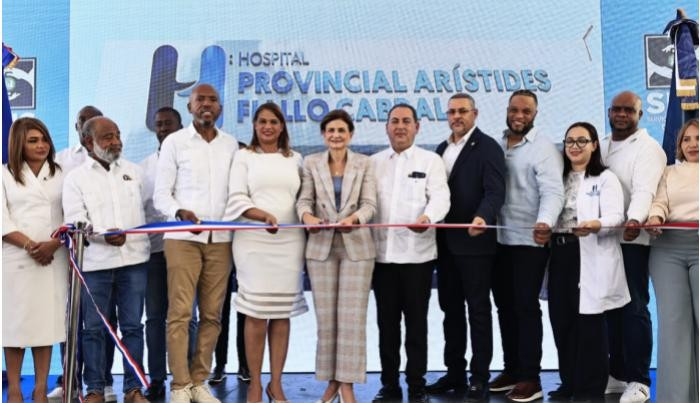 HOSPITAL
PROVINCIAL ARÍSTIDES
FIALLO CABRAL